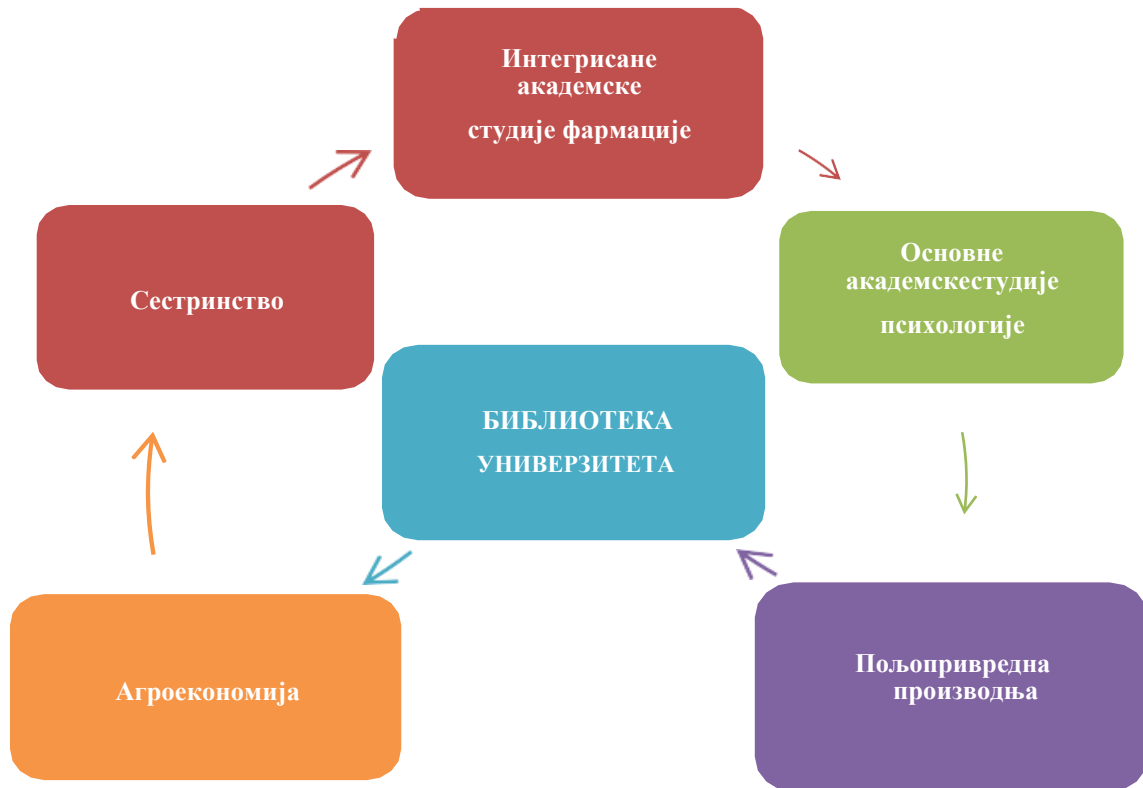 Интегрисане
академске
студије фармације
Сестринство
Основне
академскестудије
психологије
БИБЛИОТЕКА
УНИВЕРЗИТЕТА
Агроекономија
Пољопривредна
производња